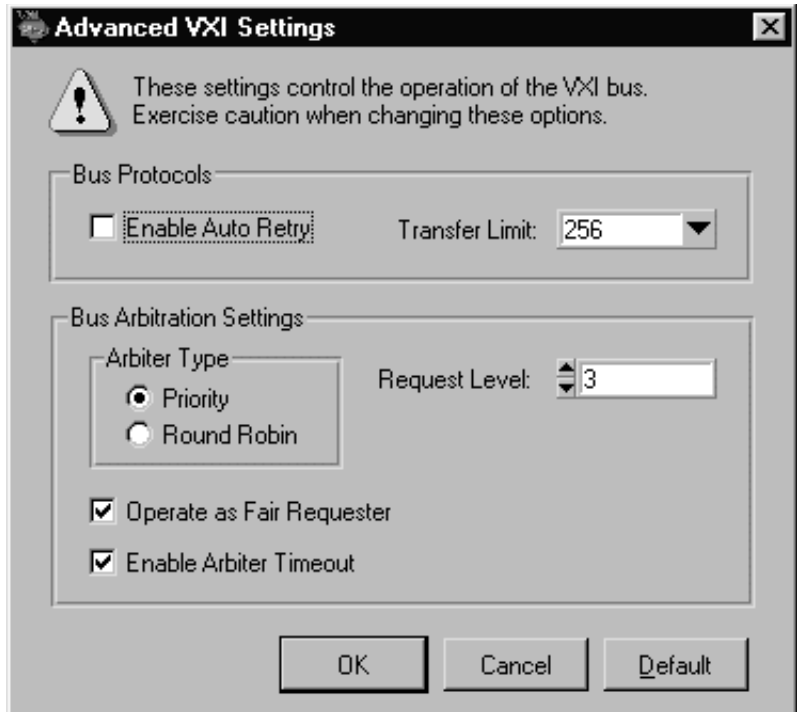 Advanced VXI Settings
These settings control the operation of the VXI bus.
Exercise caution when changing these options.
Bus Protocols
Enable Auto Retry
Transfer Limit: 256
Bus Arbitration Settings
Arbiter Type
Priority
Round Robin
Request Level: 3
Operate as Fair Requester
Enable Arbiter Timeout
OK Cancel Default